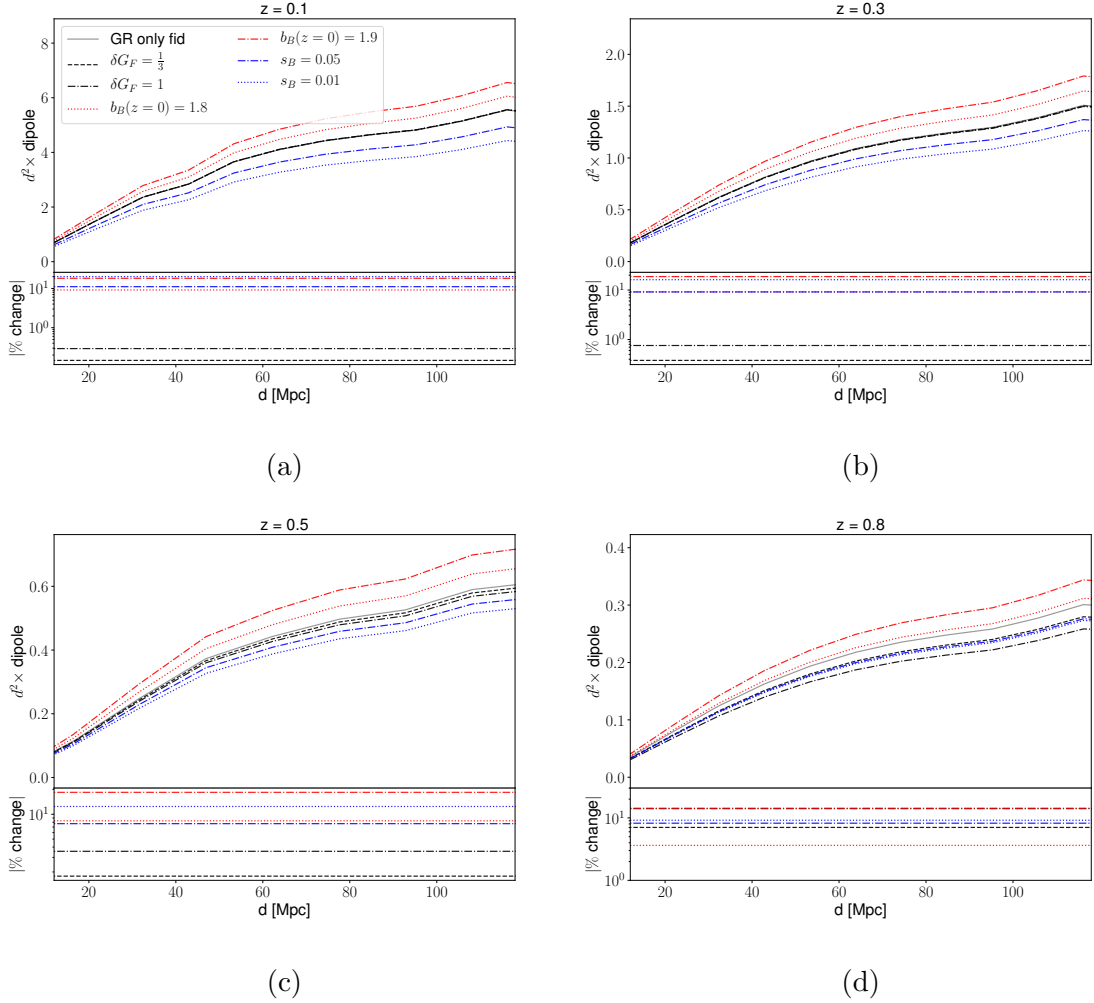 z = 0.1
8
6
4
2
0
d²× dipole
GR only fid
δG_F = 1/3
δG_F = 1
b_B(z = 0) = 1.8
b_B(z = 0) = 1.9
s_B = 0.05
s_B = 0.01
10¹
10⁰
|% change|
20 40 60 80 100
d [Mpc]
(a)
z = 0.3
2.0
1.5
1.0
0.5
0.0
d²× dipole
10¹
10⁰
|% change|
20 40 60 80 100
d [Mpc]
(b)
z = 0.5
0.6
0.4
0.2
0.0
d²× dipole
10¹
|% change|
20 40 60 80 100
d [Mpc]
(c)
z = 0.8
0.4
0.3
0.2
0.1
0.0
d²× dipole
10¹
10⁰
|% change|
20 40 60 80 100
d [Mpc]
(d)